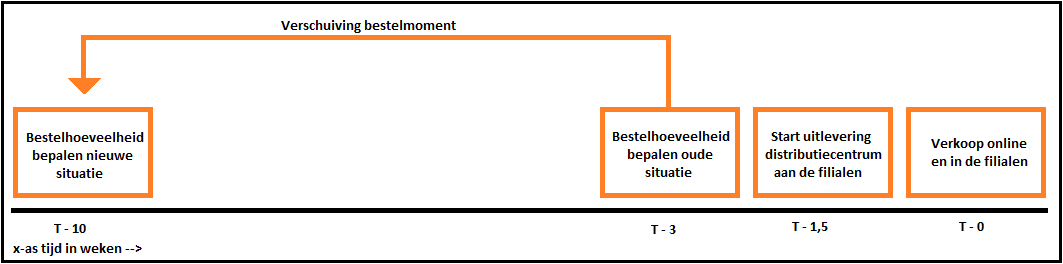 Verschuiving bestelmoment
Bestelhoeveelheid
bepalen nieuwe
situatie
Bestelhoeveelheid
bepalen oude
situatie
Start uitlevering
distributiecentrum
aan de filialen
Verkoop online
en in de filialen
T - 10
T - 3
T - 1,5
T - 0
x-as tijd in weken -->